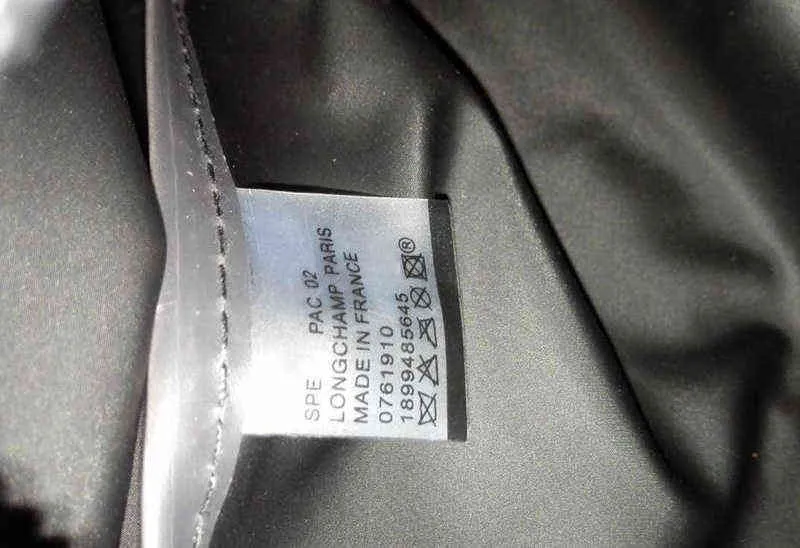 SPE PAC 02
LONGCHAMP PARIS
MADE IN FRANCE
0761910
1899485645
®